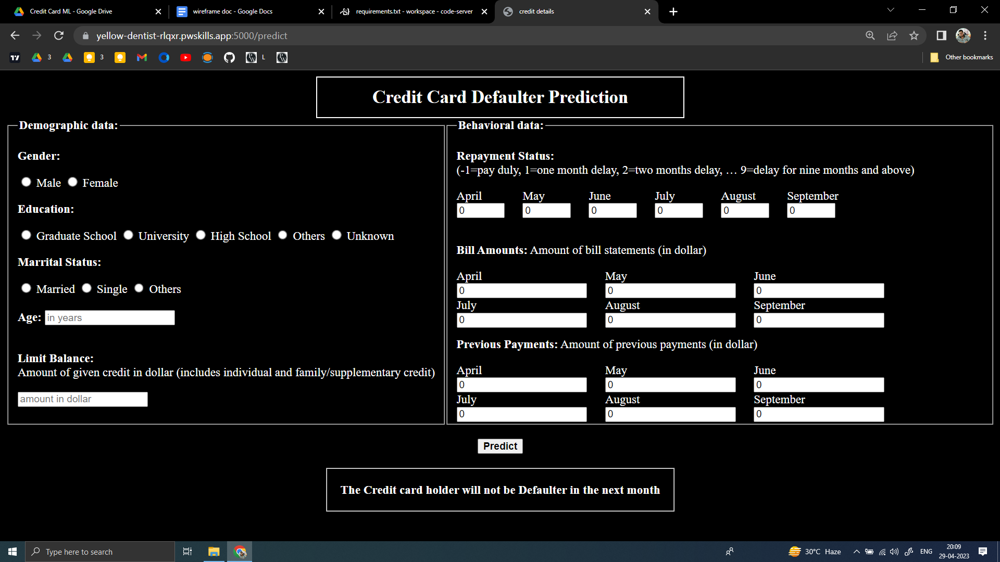 Credit Card ML - Google Drive
wireframe doc - Google Docs
requirements.txt - workspace - code-server
credit details
yellow-dentist-rlqxr.pwskills.app:5000/predict
3
3
L
Other bookmarks
Credit Card Defaulter Prediction
Demographic data:
Gender:
Male Female
Education:
Graduate School University High School Others Unknown
Marrital Status:
Married Single Others
Age: in years
Limit Balance:
Amount of given credit in dollar (includes individual and family/supplementary credit)
amount in dollar
Behavioral data:
Repayment Status:
(-1=pay duly, 1=one month delay, 2=two months delay, … 9=delay for nine months and above)
April May June July August September
0 0 0 0 0 0
Bill Amounts: Amount of bill statements (in dollar)
April May June
0 0 0
July August September
0 0 0
Previous Payments: Amount of previous payments (in dollar)
April May June
0 0 0
July August September
0 0 0
Predict
The Credit card holder will not be Defaulter in the next month
Type here to search
30°C Haze
ENG
20:09
29-04-2023